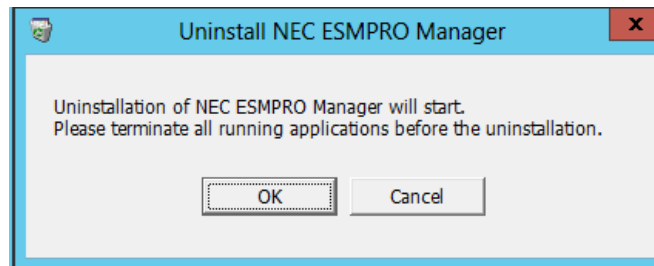 Uninstall NEC ESMPRO Manager
x
Uninstallation of NEC ESMPRO Manager will start.
Please terminate all running applications before the uninstallation.
OK
Cancel